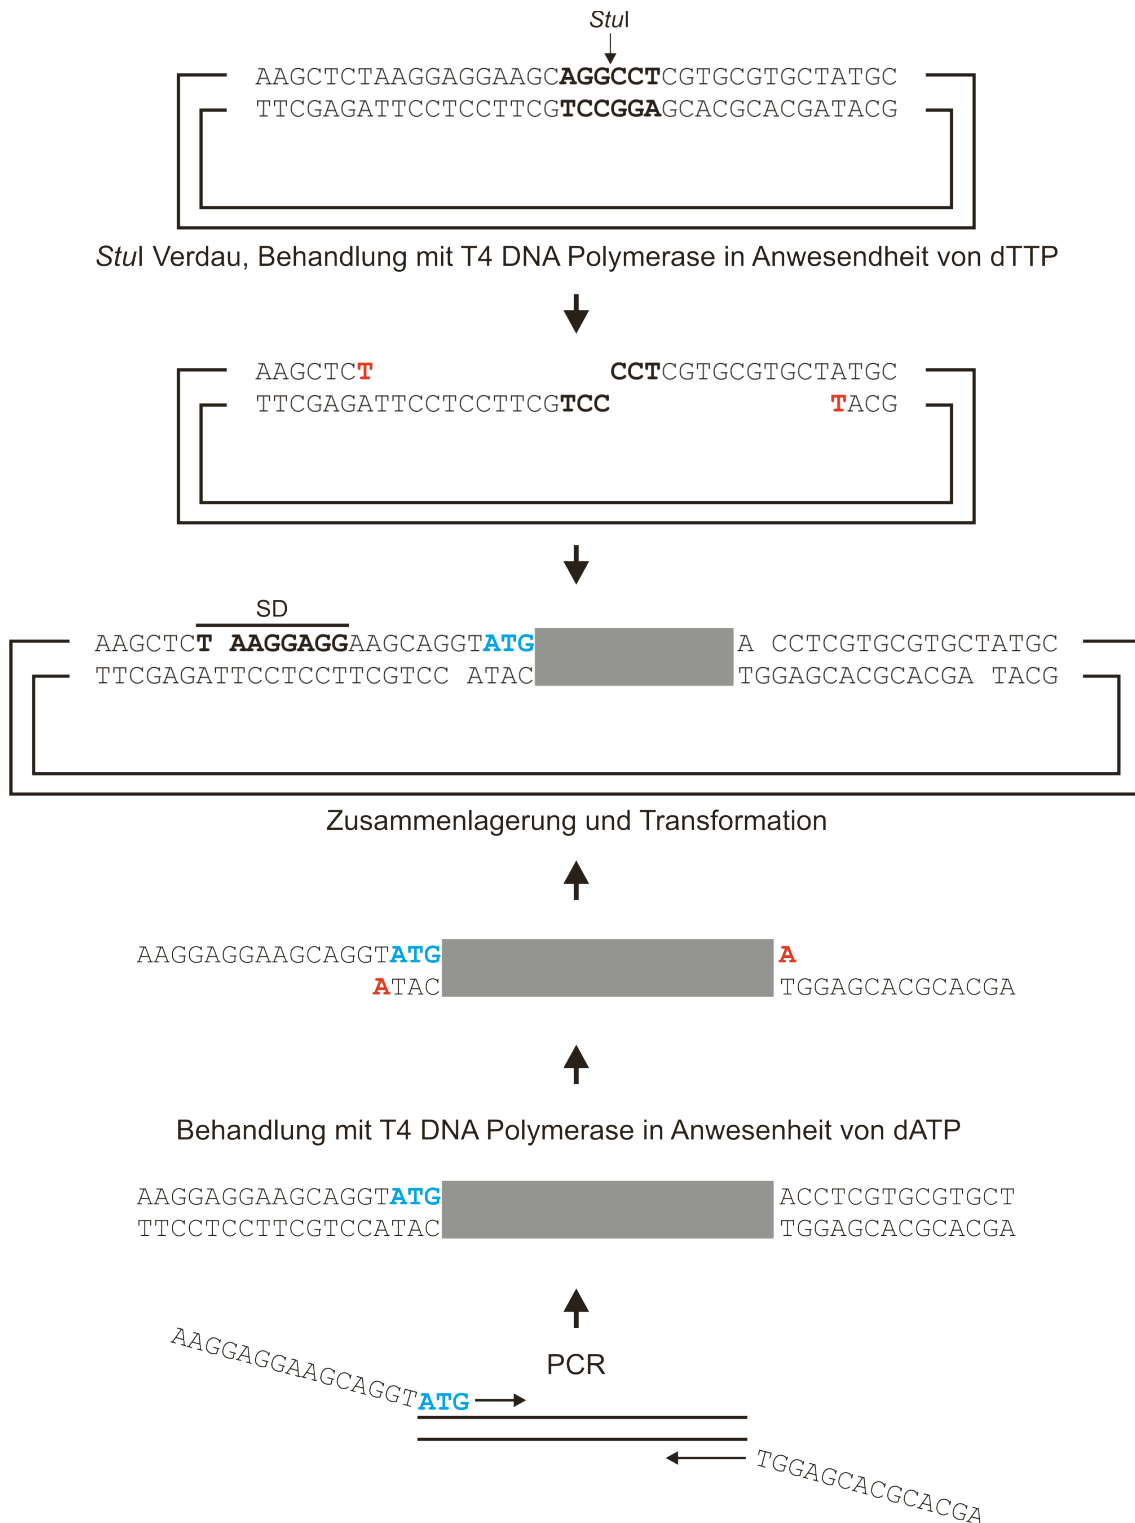 StuI
AAGCTCTAAGGAGGAAGCAGGCCTCGTGCGTGCTATGC
TTCGAGATTCCTCCTTCGTCCGGAGCACGCACGATACG
StuI Verdau, Behandlung mit T4 DNA Polymerase in Anwesendheit von dTTP
AAGCTCT CCTCGTGCGTGCTATGC
TTCGAGATTCCTCCTTCGTCC TACG
SD
AAGCTCT AAGGAGGAAGCAGGTATG A CCTCGTGCGTGCTATGC
TTCGAGATTCCTCCTTCGTCC ATAC TGGAGCACGCACGA TACG
Zusammenlagerung und Transformation
AAGGAGGAAGCAGGTATG A
ATAC TGGAGCACGCACGA
Behandlung mit T4 DNA Polymerase in Anwesenheit von dATP
AAGGAGGAAGCAGGTATG ACCTCGTGCGTGCT
TTCCTCCTTCGTCCATAC TGGAGCACGCACGA
PCR
AAGGAGGAAGCAGGTATG
TGGAGCACGCACGA